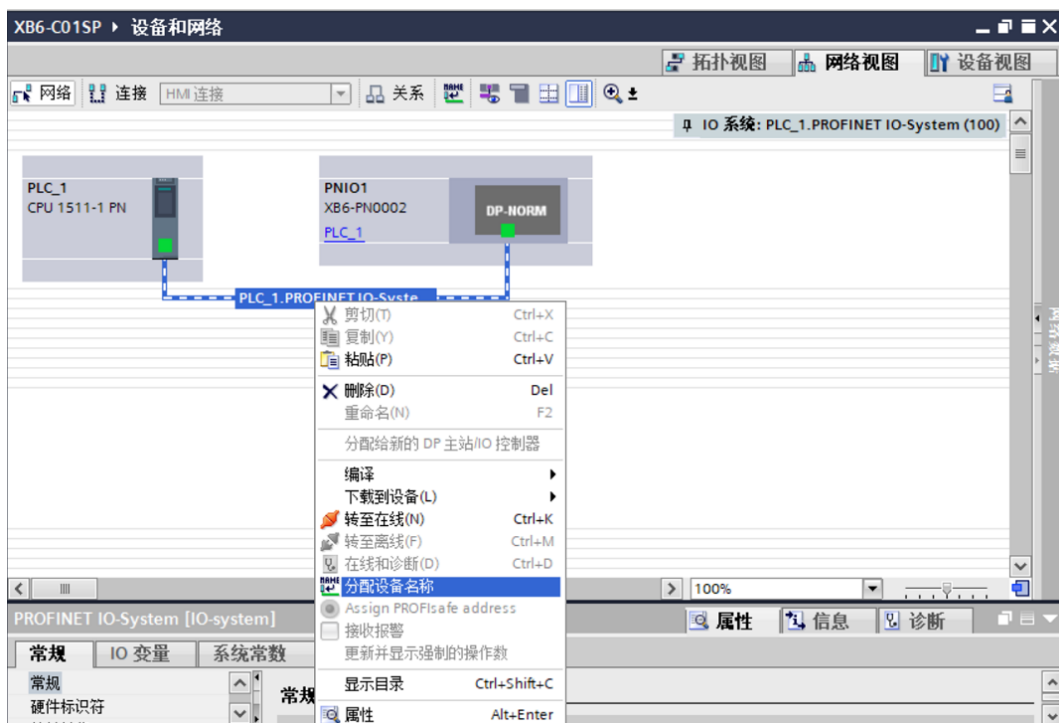 XB6-C01SP ▸ 设备和网络
拓扑视图 网络视图 设备视图
网络 连接 HMI 连接 关系
IO 系统: PLC_1.PROFINET IO-System (100)
PLC_1
CPU 1511-1 PN
PNIO1
XB6-PN0002
PLC_1
DP-NORM
PLC_1.PROFINET IO-Syste...
剪切(T) Ctrl+X
复制(Y) Ctrl+C
粘贴(P) Ctrl+V
删除(D) Del
重命名(N) F2
分配给新的 DP 主站/IO 控制器
编译
下载到设备(L)
转至在线(N) Ctrl+K
转至离线(F) Ctrl+M
在线和诊断(D) Ctrl+D
分配设备名称
Assign PROFIsafe address
接收报警
更新并显示强制的操作数
显示目录 Ctrl+Shift+C
属性 Alt+Enter
网络数据
100%
PROFINET IO-System [IO-system]
属性 信息 诊断
常规 IO 变量 系统常数
常规
硬件标识符
常规